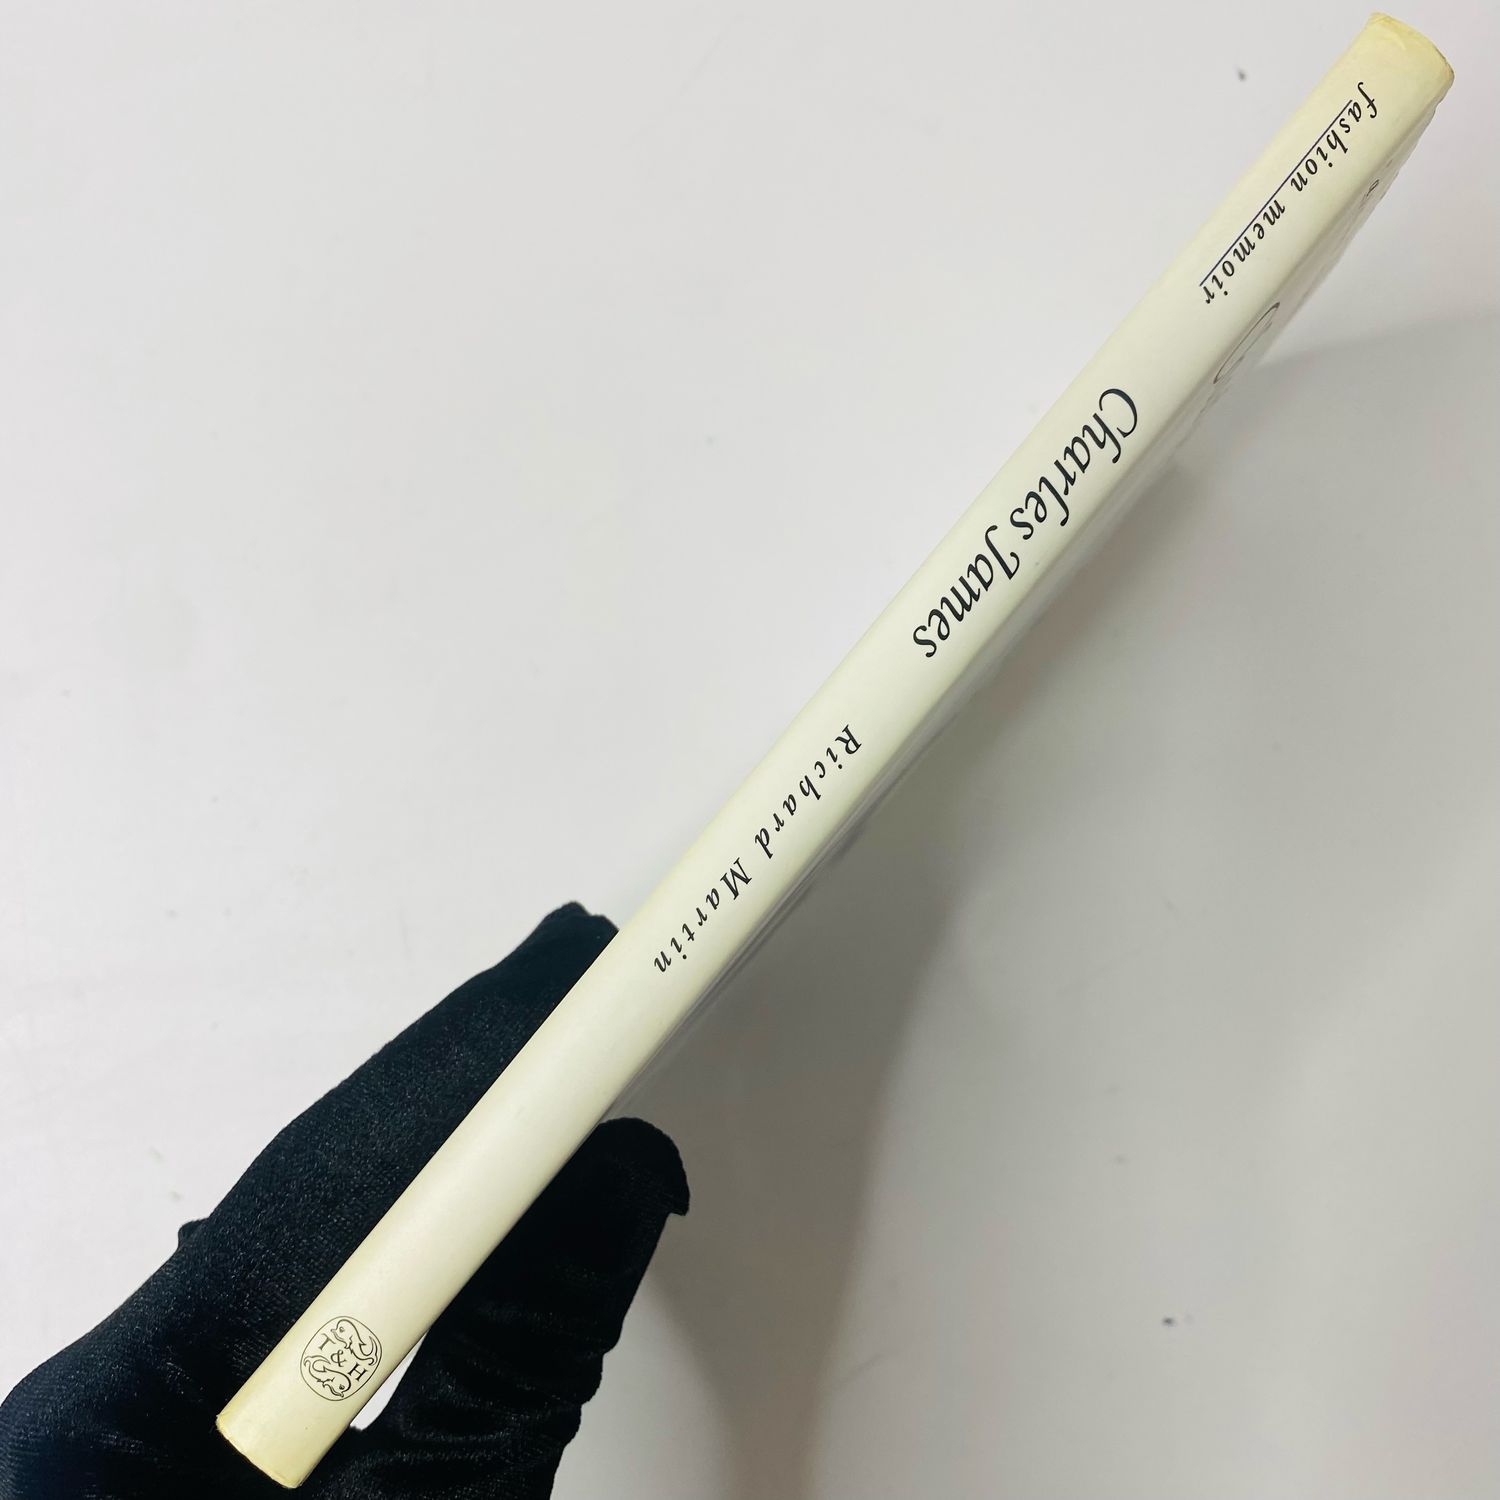 fashion memoir
Charles James
Richard Martin
T&H